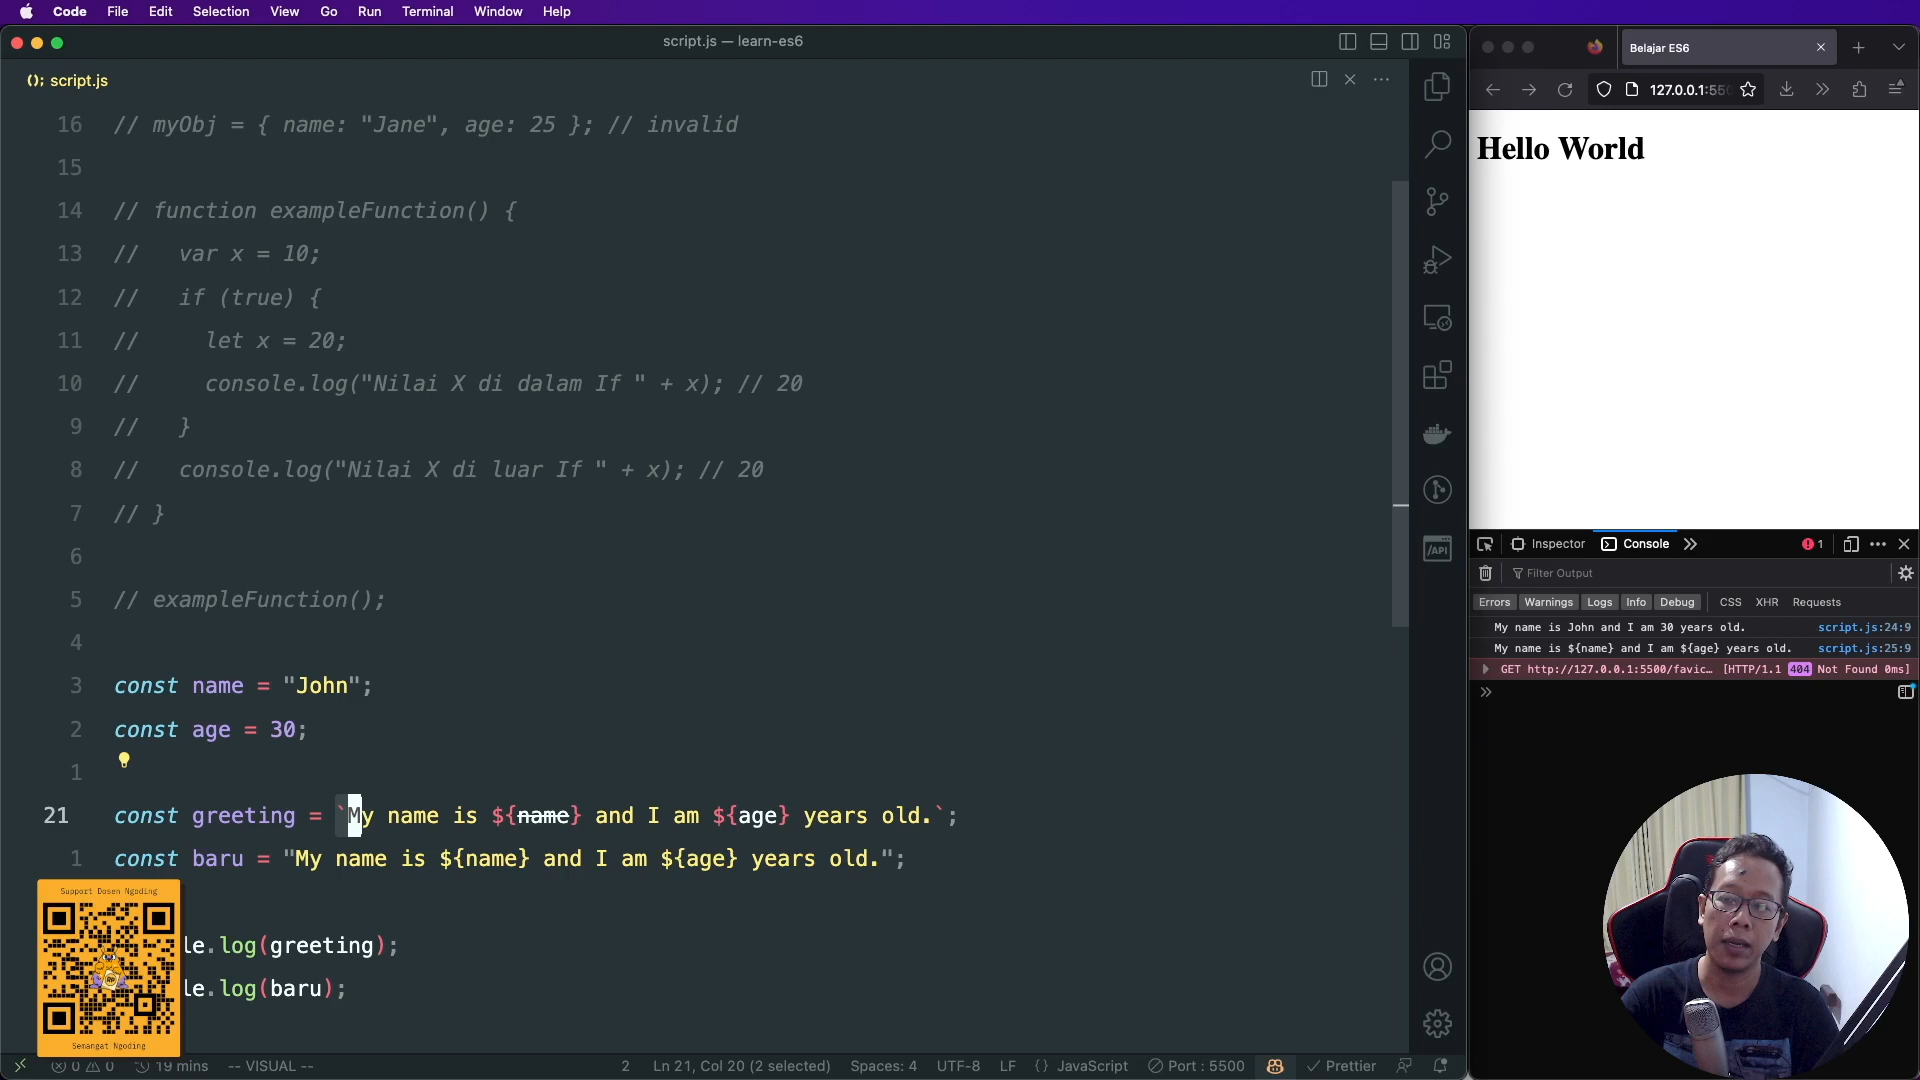 Code File Edit Selection View Go Run Terminal Window Help
script.js — learn-es6
script.js
16 // myObj = { name: "Jane", age: 25 }; // invalid
15
14 // function exampleFunction() {
13 //   var x = 10;
12 //   if (true) {
11 //     let x = 20;
10 //     console.log("Nilai X di dalam If " + x); // 20
9 //   }
8 //   console.log("Nilai X di luar If " + x); // 20
7 // }
6
5 // exampleFunction();
4
3 const name = "John";
2 const age = 30;
1
21 const greeting = `My name is ${name} and I am ${age} years old.`;
1 const baru = "My name is ${name} and I am ${age} years old.";
le.log(greeting);
le.log(baru);
Support Dosen Ngoding
Semangat Ngoding
0 0 19 mins -- VISUAL -- 2 Ln 21, Col 20 (2 selected) Spaces: 4 UTF-8 LF {} JavaScript Port : 5500 Prettier
/API
Belajar ES6
127.0.0.1:550
Hello World
Inspector Console 1
Filter Output
Errors Warnings Logs Info Debug CSS XHR Requests
My name is John and I am 30 years old. script.js:24:9
My name is ${name} and I am ${age} years old. script.js:25:9
GET http://127.0.0.1:5500/favic… [HTTP/1.1 404 Not Found 0ms]